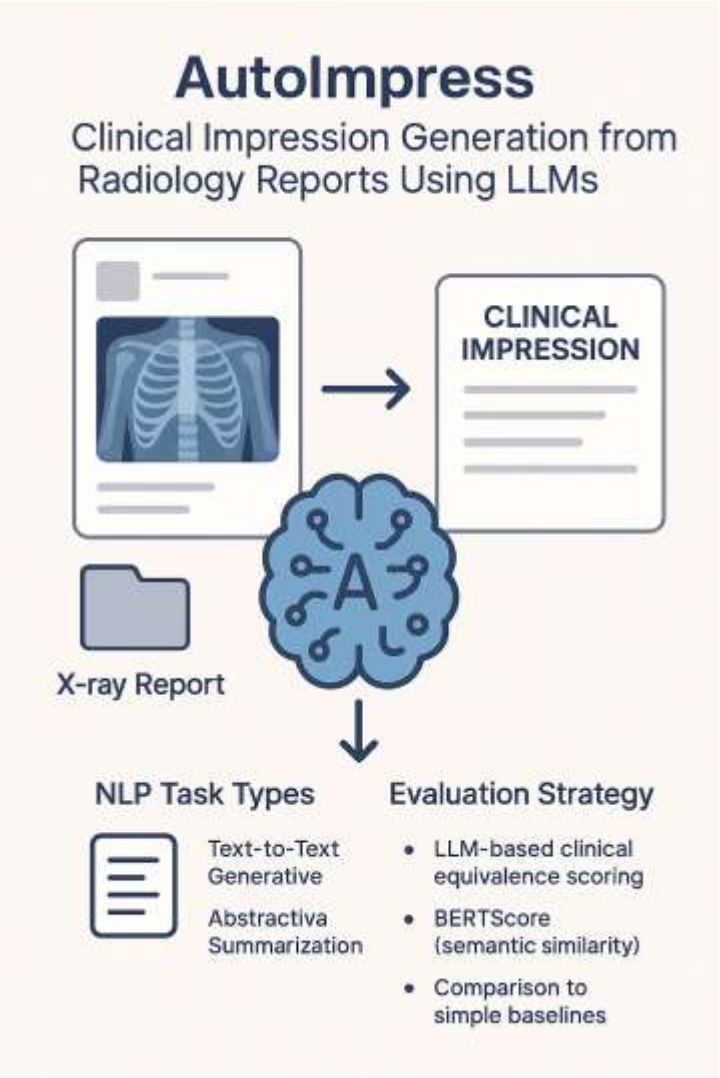 AutoImpress
Clinical Impression Generation from
Radiology Reports Using LLMs
CLINICAL
IMPRESSION
A
X-ray Report
NLP Task Types
Text-to-Text
Generative
Abstractiva
Summarization
Evaluation Strategy
• LLM-based clinical
equivalence scoring
• BERTScore
(semantic similarity)
• Comparison to
simple baselines